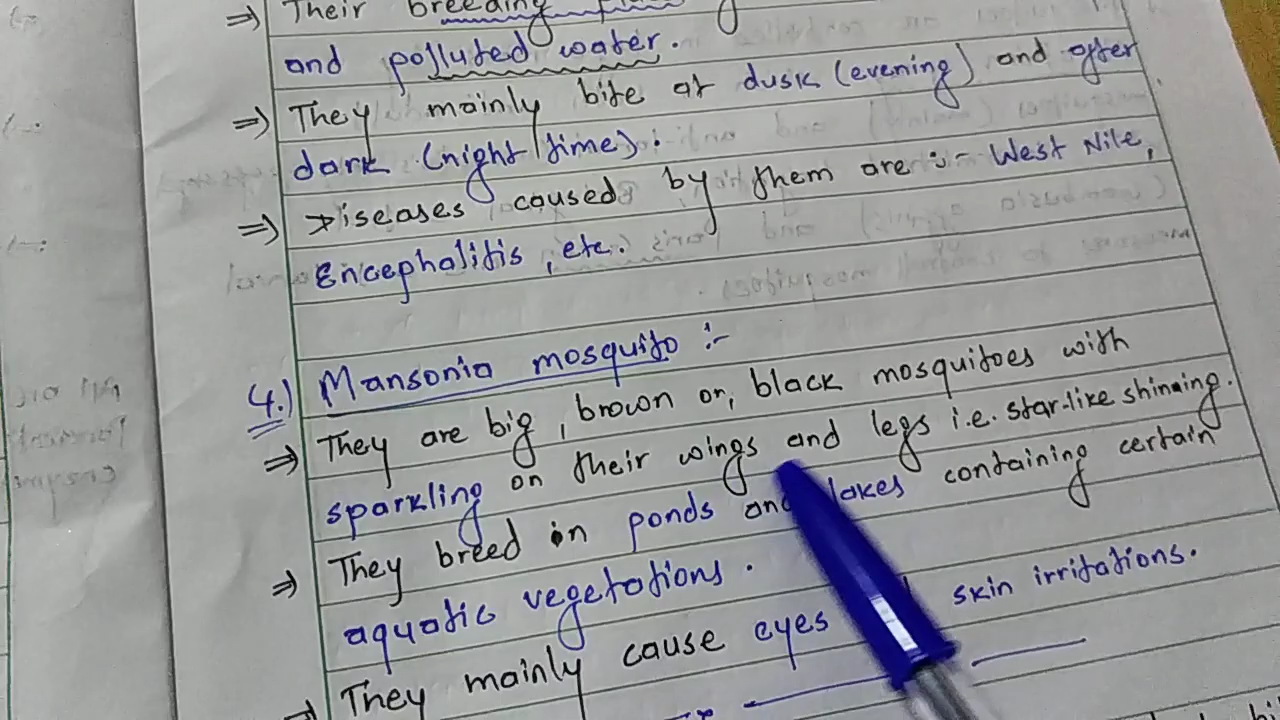 ⇒ Their breeding
and polluted water.
⇒ They mainly bite at dusk (evening) and after
dark (night time).
⇒ Diseases caused by them are :- West Nile,
Encephalitis, etc.
4.) Mansonia mosquito :-
⇒ They are big, brown or, black mosquitoes with
sparkling on their wings and legs i.e. star-like shinning.
⇒ They breed in ponds and lakes containing certain
aquatic vegetations.
⇒ They mainly cause eyes skin irritations.